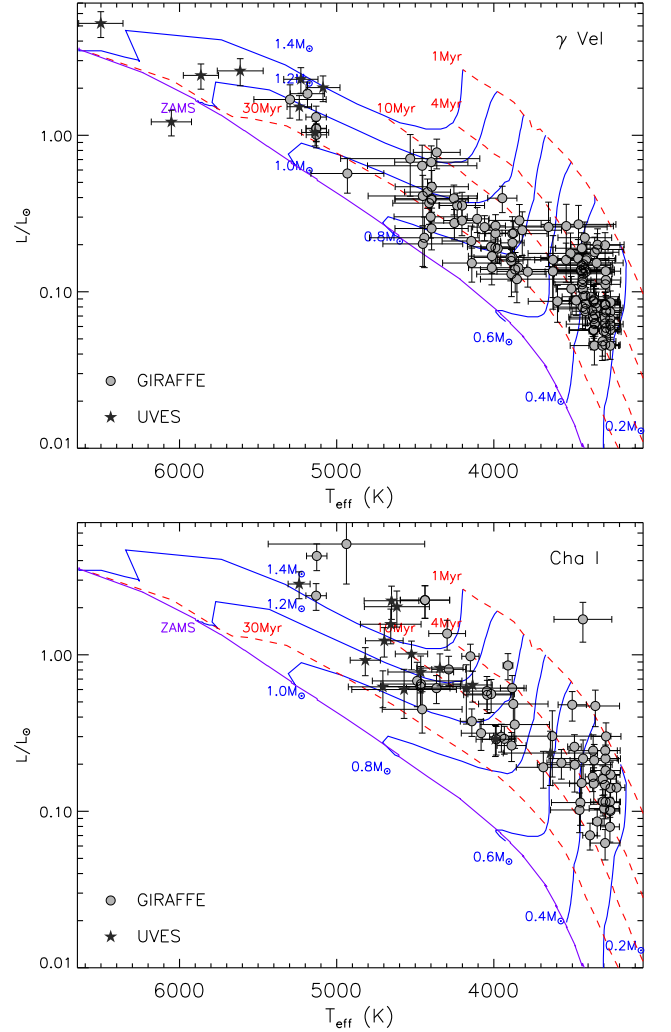 γ Vel
1.4M⊙
1Myr
1.2M⊙
ZAMS
30Myr
10Myr
4Myr
1.00
1.0M⊙
L/L⊙
0.8M⊙
0.10
0.6M⊙
GIRAFFE
0.4M⊙
UVES
0.2M⊙
0.01
6000
5000
4000
T_eff (K)
Cha I
1.4M⊙
1Myr
1.2M⊙
ZAMS
30Myr
4Myr
1.00
1.0M⊙
L/L⊙
0.8M⊙
0.10
0.6M⊙
GIRAFFE
0.4M⊙
UVES
0.2M⊙
0.01
6000
5000
4000
T_eff (K)